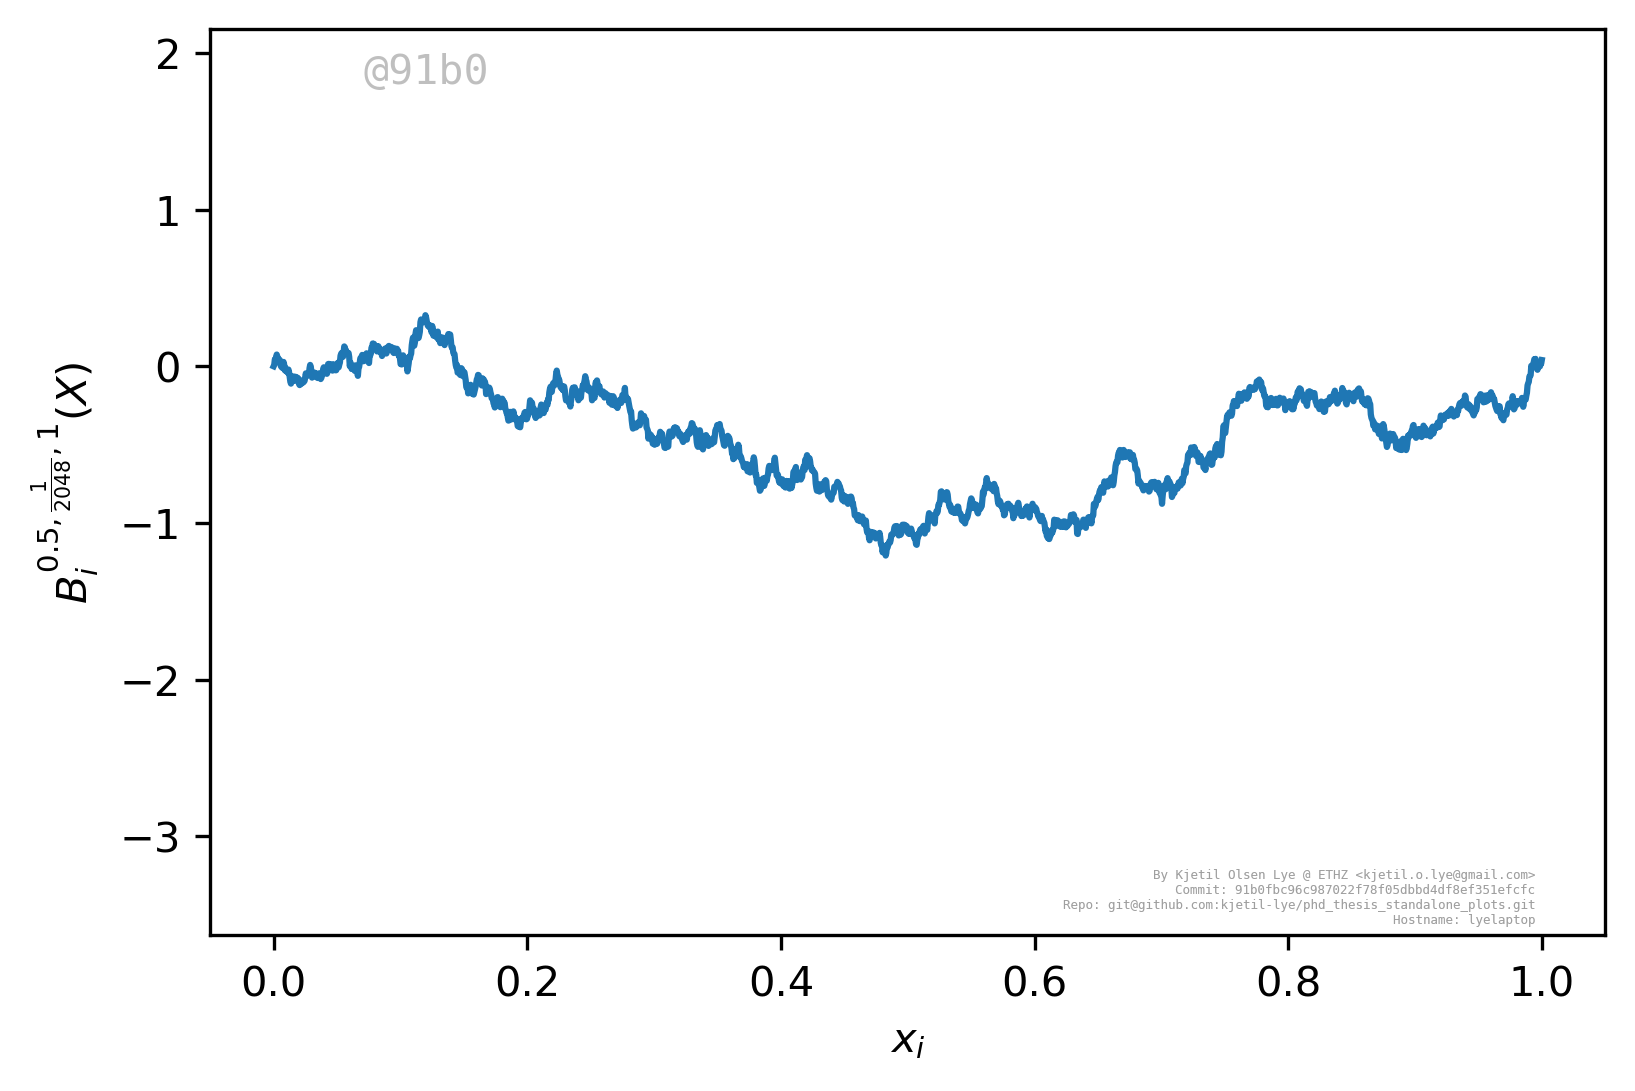 @91b0
2
1
0
−1
−2
−3
B_i^{0.5, \frac{1}{2048}, 1}(X)
By Kjetil Olsen Lye @ ETHZ <kjetil.o.lye@gmail.com>
Commit: 91b0fbc96c987022f78f05dbbd4df8ef351efcfc
Repo: git@github.com:kjetil-lye/phd_thesis_standalone_plots.git
Hostname: lyelaptop
0.0 0.2 0.4 0.6 0.8 1.0
x_i